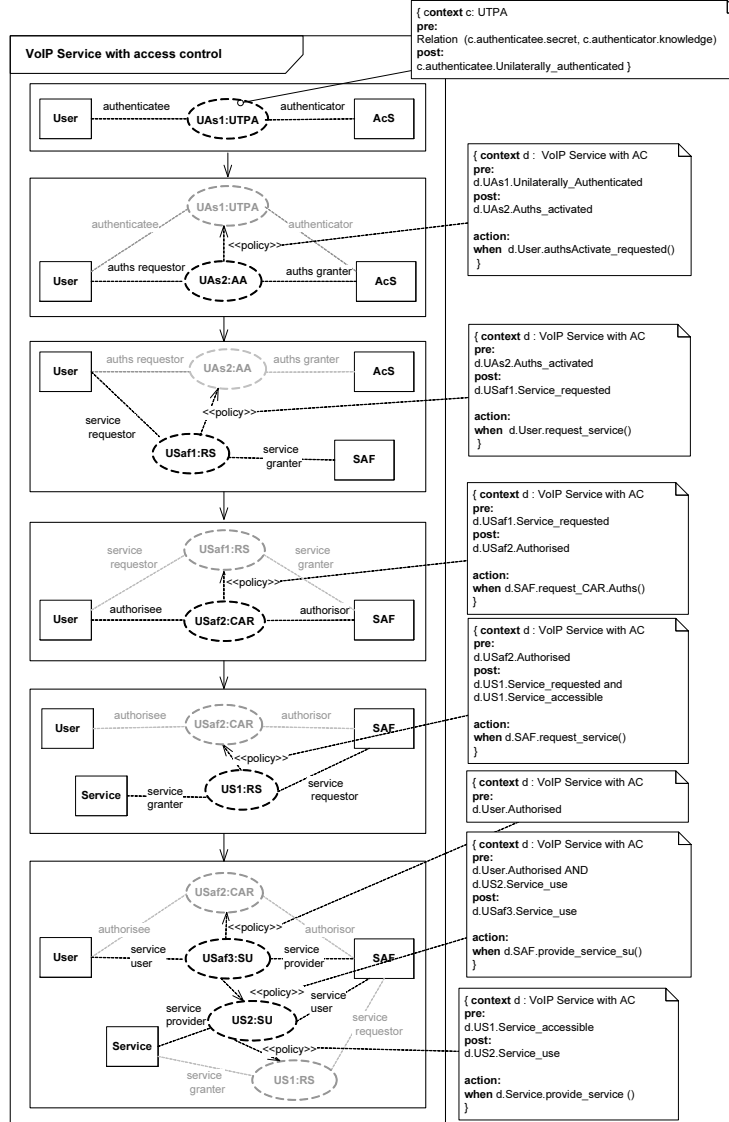 { context c: UTPA
pre:
Relation (c.authenticatee.secret, c.authenticator.knowledge)
post:
c.authenticatee.Unilaterally_authenticated }
VoIP Service with access control
authenticatee
authenticator
User
UAs1:UTPA
AcS
{ context d : VoIP Service with AC
pre:
d.UAs1.Unilaterally_Authenticated
post:
d.UAs2.Auths_activated
action:
when d.User.authsActivate_requested()
}
UAs1:UTPA
authenticatee
authenticator
<<policy>>
auths requestor
auths granter
User
UAs2:AA
AcS
{ context d : VoIP Service with AC
pre:
d.UAs2.Auths_activated
post:
d.USaf1.Service_requested
action:
when d.User.request_service()
}
User
auths requestor
UAs2:AA
auths granter
AcS
<<policy>>
service
requestor
USaf1:RS
service
granter
SAF
{ context d : VoIP Service with AC
pre:
d.USaf1.Service_requested
post:
d.USaf2.Authorised
action:
when d.SAF.request_CAR.Auths()
}
service
requestor
USaf1:RS
service
granter
<<policy>>
User
authorisee
USaf2:CAR
authorisor
SAF
{ context d : VoIP Service with AC
pre:
d.USaf2.Authorised
post:
d.US1.Service_requested and
d.US1.Service_accessible
action:
when d.SAF.request_service()
}
User
authorisee
USaf2:CAR
authorisor
SAF
<<policy>>
Service
service
granter
US1:RS
service
requestor
{ context d : VoIP Service with AC
pre:
d.User.Authorised
{ context d : VoIP Service with AC
pre:
d.User.Authorised AND
d.US2.Service_use
post:
d.USaf3.Service_use
action:
when d.SAF.provide_service_su()
}
USaf2:CAR
authorisee
authorisor
<<policy>>
User
service
user
USaf3:SU
service
provider
SAF
<<policy>>
service
provider
US2:SU
service
user
service
requestor
Service
<<policy>>
service
granter
US1:RS
{ context d : VoIP Service with AC
pre:
d.US1.Service_accessible
post:
d.US2.Service_use
action:
when d.Service.provide_service ()
}